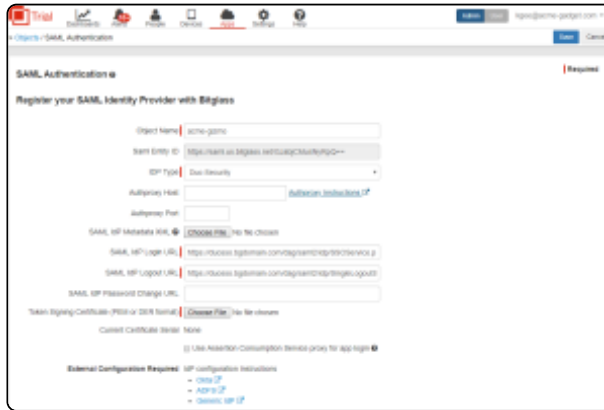 Trial
Dashboards Alerts People Devices Apps Settings Help
Admin
Save Cancel
Objects / SAML Authentication
SAML Authentication
Required
Register your SAML Identity Provider with Bitglass
Object Name acme-gizmo
Saml Entity ID
IDP Type Duo Security
Authproxy Host Authproxy Instructions
Authproxy Port
SAML IdP Metadata XML Choose File No file chosen
SAML IdP Login URL
SAML IdP Logout URL
SAML IdP Password Change URL
Token Signing Certificate (PEM or DER format) Choose File No file chosen
Current Certificate Serial None
Use Assertion Consumption Service proxy for app login
External Configuration Required IdP configuration instructions
Okta
ADFS
Generic IdP